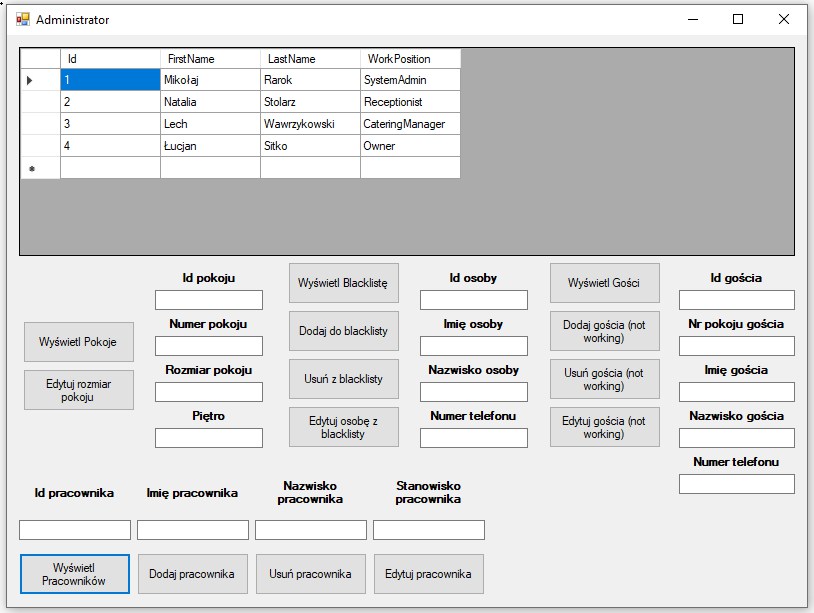 Administrator
Id FirstName LastName WorkPosition
1 Mikołaj Rarok SystemAdmin
2 Natalia Stolarz Receptionist
3 Lech Wawrzykowski CateringManager
4 Łucjan Sitko Owner
Wyświetl Pokoje
Edytuj rozmiar
pokoju
Id pokoju
Numer pokoju
Rozmiar pokoju
Piętro
Wyświetl Blacklistę
Dodaj do blacklisty
Usuń z blacklisty
Edytuj osobę z
blacklisty
Id osoby
Imię osoby
Nazwisko osoby
Numer telefonu
Wyświetl Gości
Dodaj gościa (not
working)
Usuń gościa (not
working)
Edytuj gościa (not
working)
Id gościa
Nr pokoju gościa
Imię gościa
Nazwisko gościa
Numer telefonu
Id pracownika
Imię pracownika
Nazwisko
pracownika
Stanowisko
pracownika
Wyświetl
Pracowników
Dodaj pracownika
Usuń pracownika
Edytuj pracownika